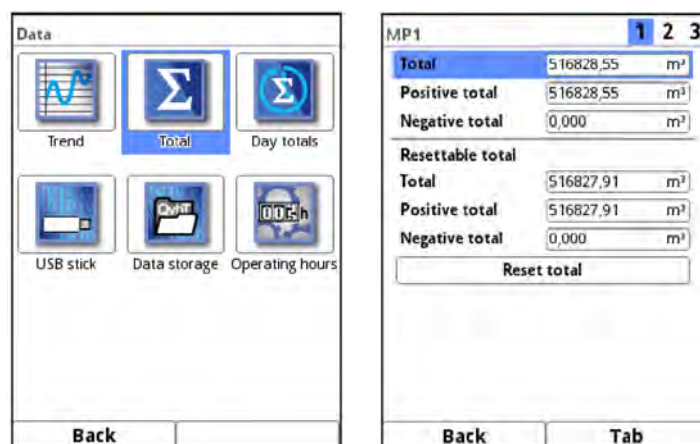 Data
Trend
Total
Day totals
USB stick
Data storage
Operating hours
Back
MP1
1 2 3
Total 516828,55 m³
Positive total 516828,55 m³
Negative total 0,000 m³
Resettable total
Total 516827,91 m³
Positive total 516827,91 m³
Negative total 0,000 m³
Reset total
Back Tab